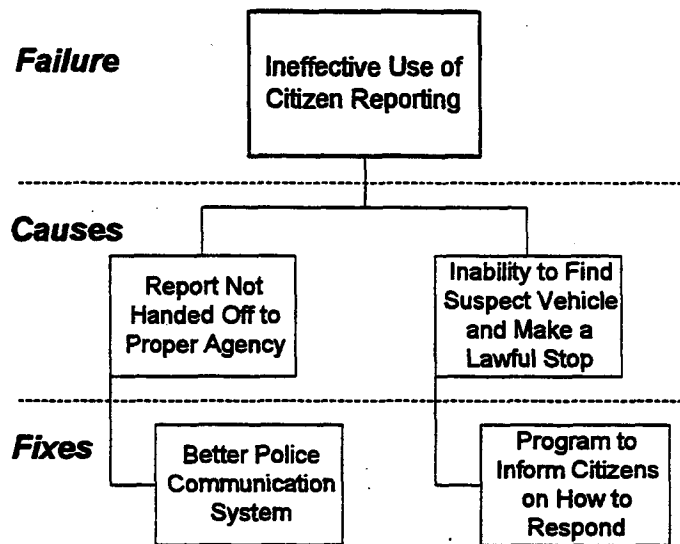 Failure
Ineffective Use of
Citizen Reporting
Causes
Report Not
Handed Off to
Proper Agency
Inability to Find
Suspect Vehicle
and Make a
Lawful Stop
Fixes
Better Police
Communication
System
Program to
Inform Citizens
on How to
Respond